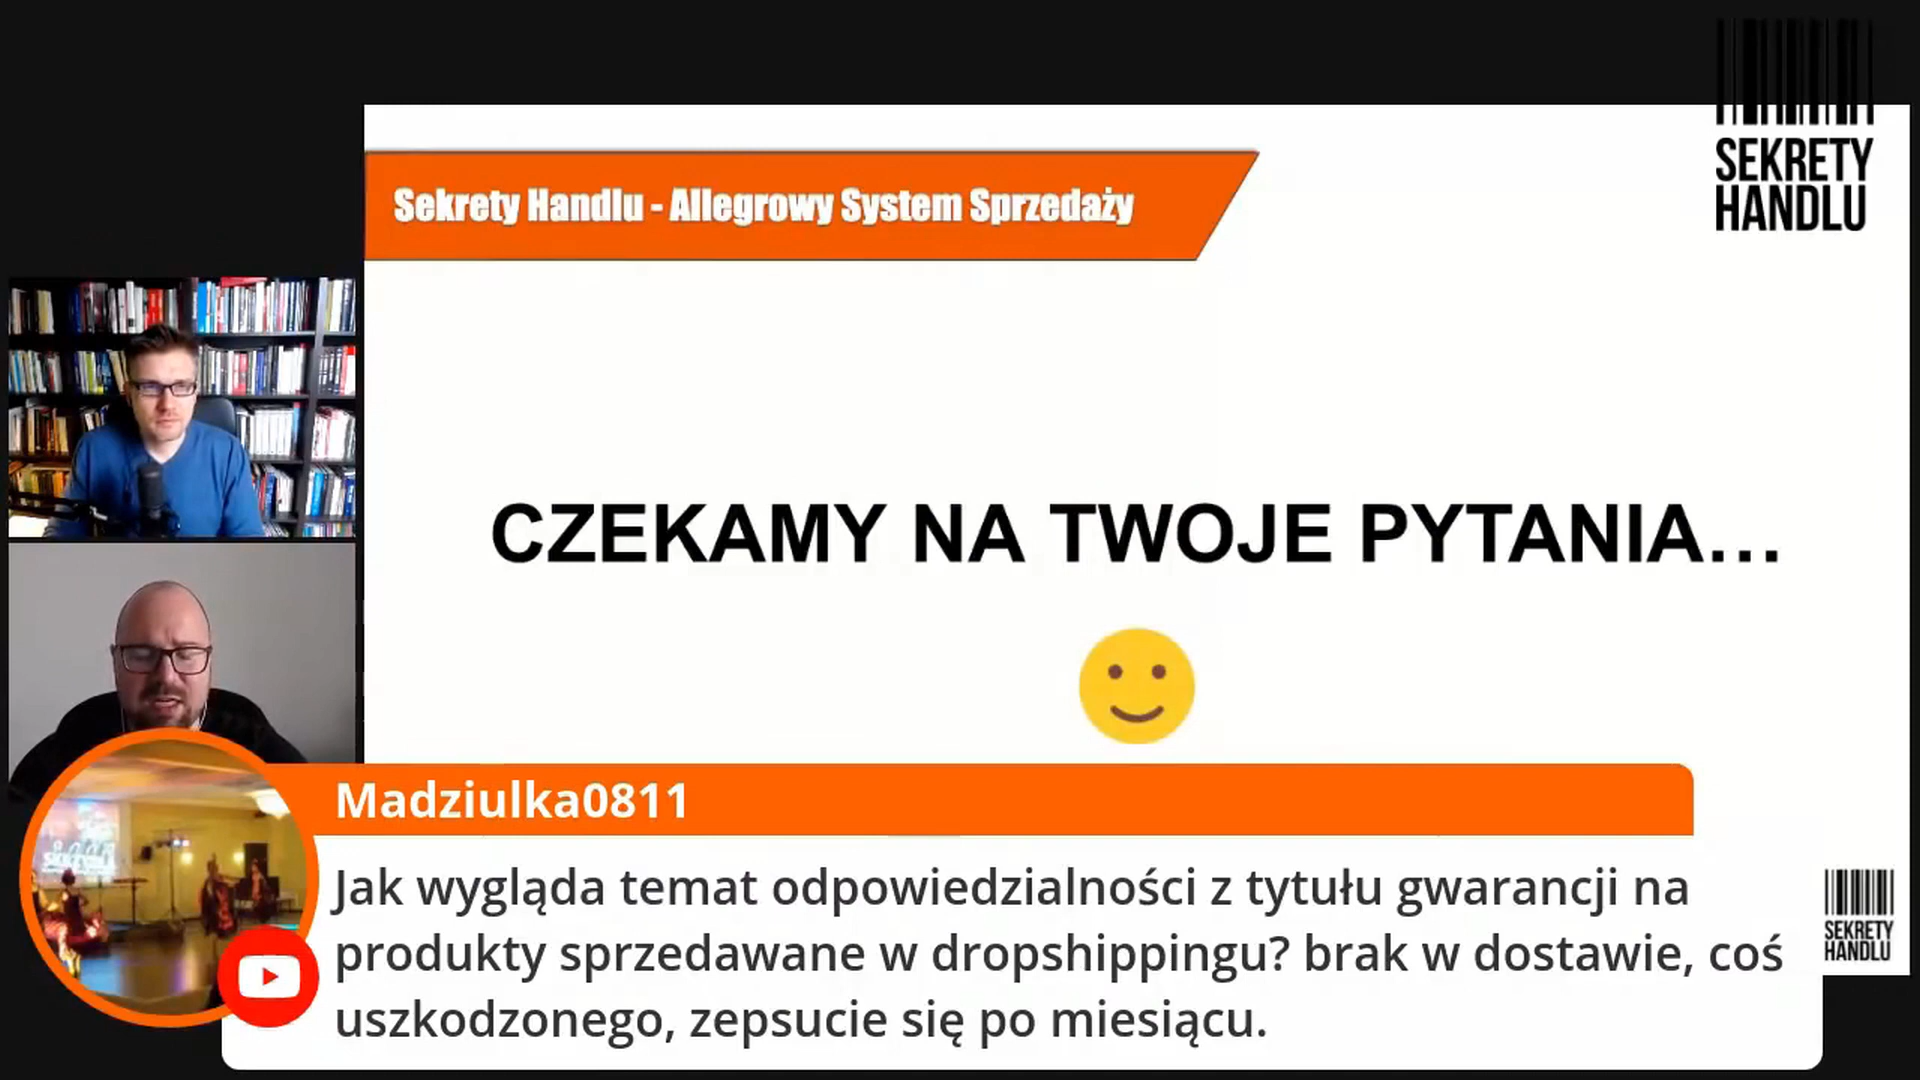 SEKRETY
HANDLU
Sekrety Handlu - Allegrowy System Sprzedaży
CZEKAMY NA TWOJE PYTANIA...
Madziulka0811
Jak wygląda temat odpowiedzialności z tytułu gwarancji na
produkty sprzedawane w dropshippingu? brak w dostawie, coś
uszkodzonego, zepsucie się po miesiącu.
SEKRETY
HANDLU